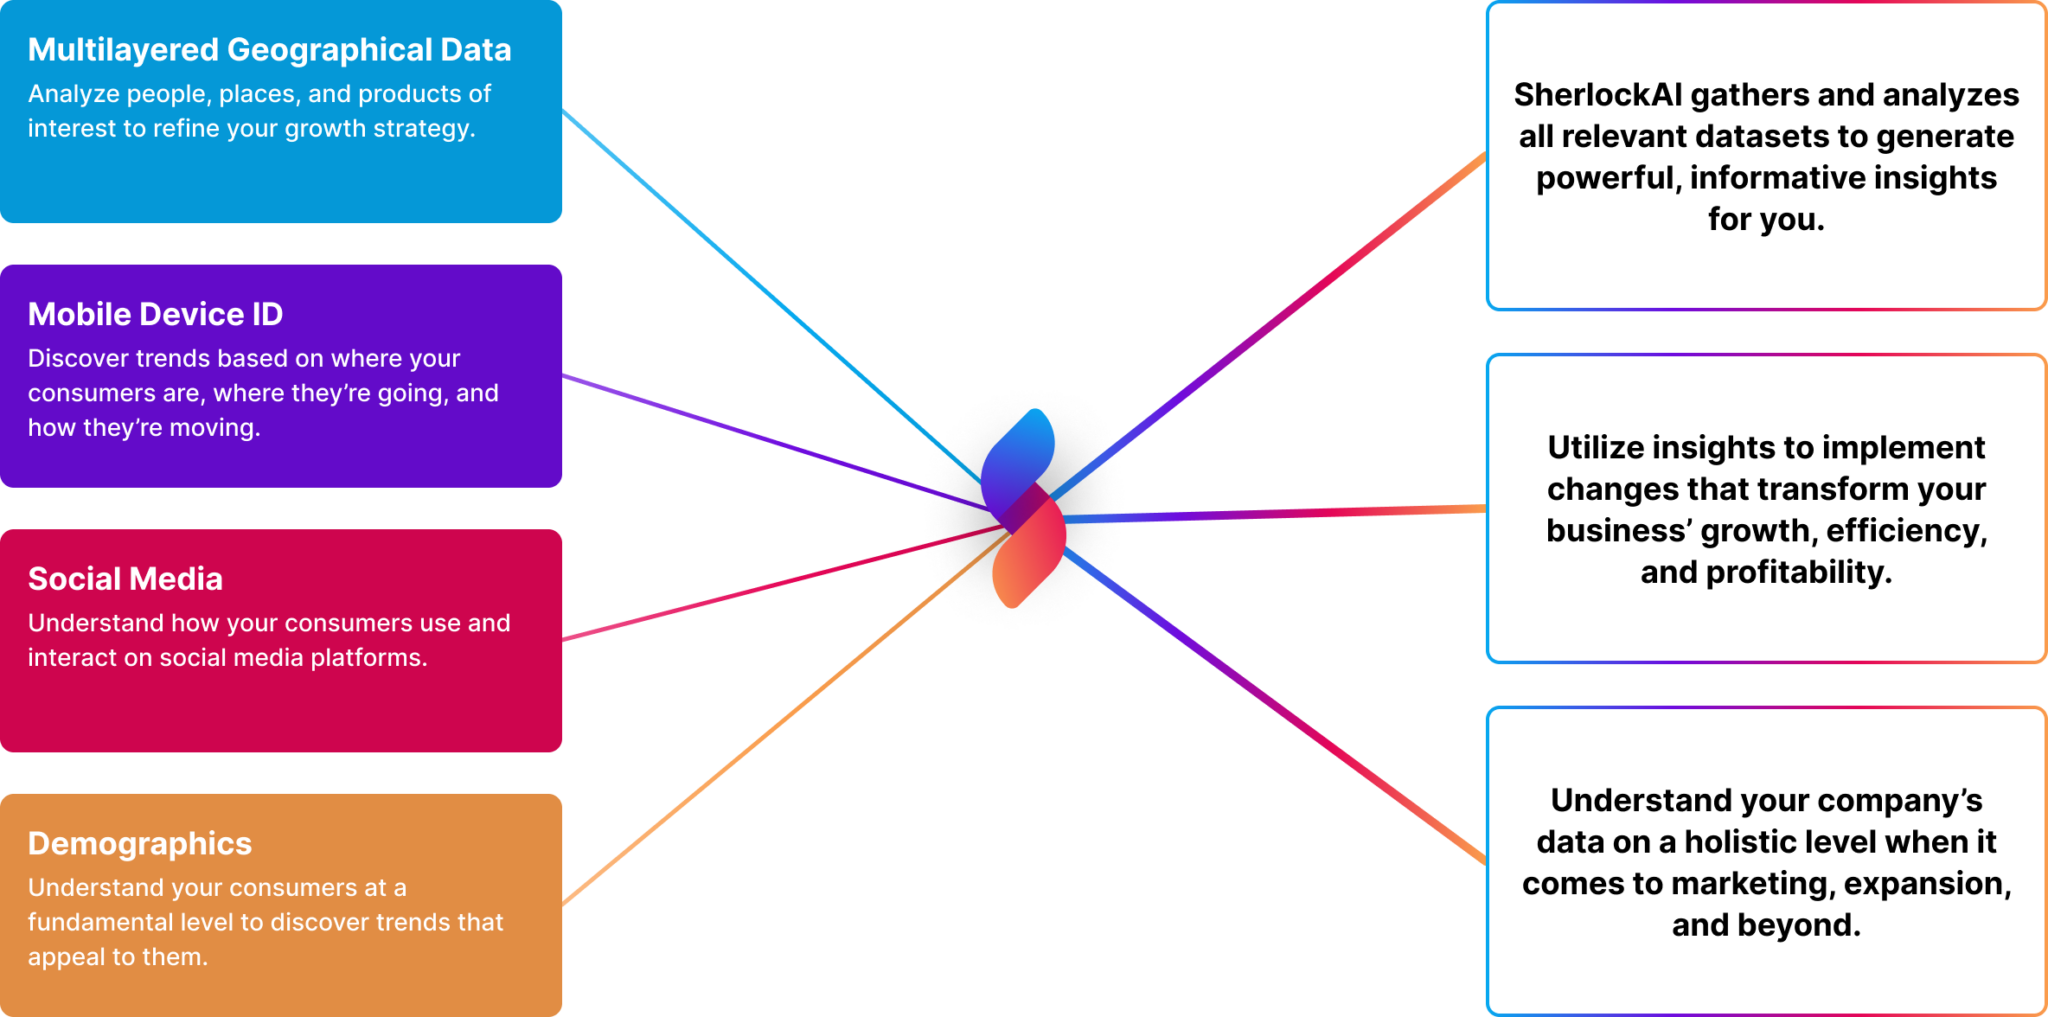 Multilayered Geographical Data
Analyze people, places, and products of
interest to refine your growth strategy.
Mobile Device ID
Discover trends based on where your
consumers are, where they’re going, and
how they’re moving.
Social Media
Understand how your consumers use and
interact on social media platforms.
Demographics
Understand your consumers at a
fundamental level to discover trends that
appeal to them.
SherlockAI gathers and analyzes
all relevant datasets to generate
powerful, informative insights
for you.
Utilize insights to implement
changes that transform your
business’ growth, efficiency,
and profitability.
Understand your company’s
data on a holistic level when it
comes to marketing, expansion,
and beyond.